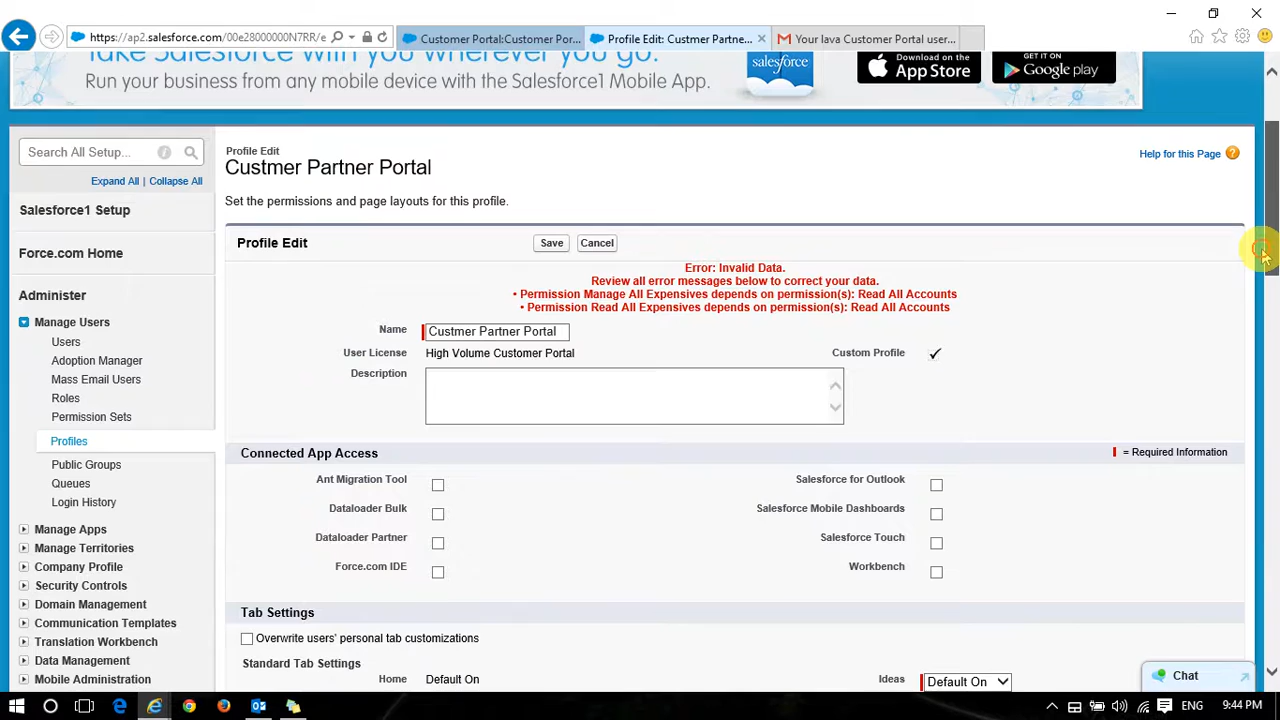 https://ap2.salesforce.com/00e28000000N7RR/e
Customer Portal:Customer Por...
Profile Edit: Custmer Partne...
Your lava Customer Portal user...
Take Salesforce with you wherever you go.
Run your business from any mobile device with the Salesforce1 Mobile App.
salesforce
Download on the
App Store
GET IT ON
Google play
Search All Setup...
Expand All | Collapse All
Salesforce1 Setup
Force.com Home
Administer
Manage Users
Users
Adoption Manager
Mass Email Users
Roles
Permission Sets
Profiles
Public Groups
Queues
Login History
Manage Apps
Manage Territories
Company Profile
Security Controls
Domain Management
Communication Templates
Translation Workbench
Data Management
Mobile Administration
Profile Edit
Custmer Partner Portal
Help for this Page
Set the permissions and page layouts for this profile.
Profile Edit
Save
Cancel
Error: Invalid Data.
Review all error messages below to correct your data.
• Permission Manage All Expensives depends on permission(s): Read All Accounts
• Permission Read All Expensives depends on permission(s): Read All Accounts
Name Custmer Partner Portal
User License High Volume Customer Portal
Custom Profile
Description
Connected App Access
= Required Information
Ant Migration Tool
Salesforce for Outlook
Dataloader Bulk
Salesforce Mobile Dashboards
Dataloader Partner
Salesforce Touch
Force.com IDE
Workbench
Tab Settings
Overwrite users' personal tab customizations
Standard Tab Settings
Home Default On
Ideas Default On
Chat
ENG
9:44 PM